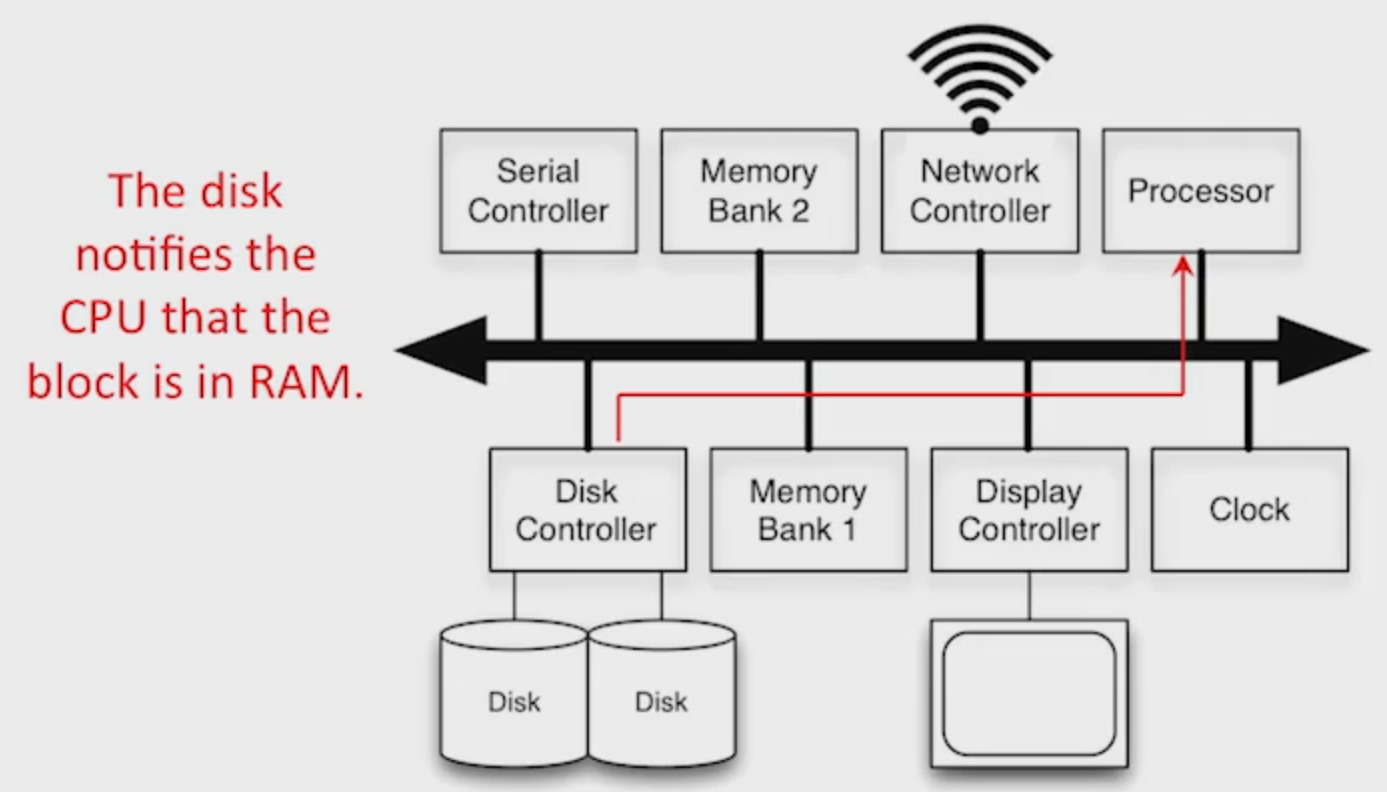 The disk
notifies the
CPU that the
block is in RAM.
Serial
Controller
Memory
Bank 2
Network
Controller
Processor
Disk
Controller
Memory
Bank 1
Display
Controller
Clock
Disk
Disk